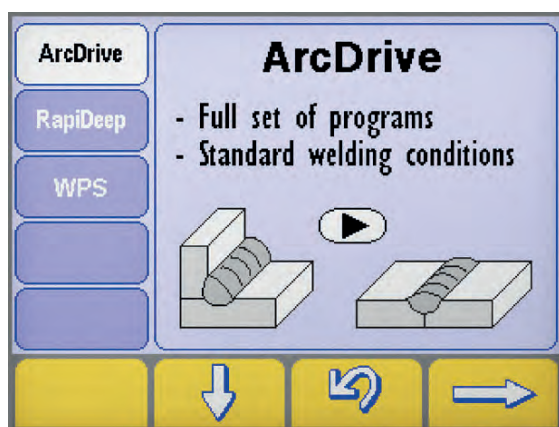 ArcDrive
RapiDeep
WPS
ArcDrive
- Full set of programs
- Standard welding conditions